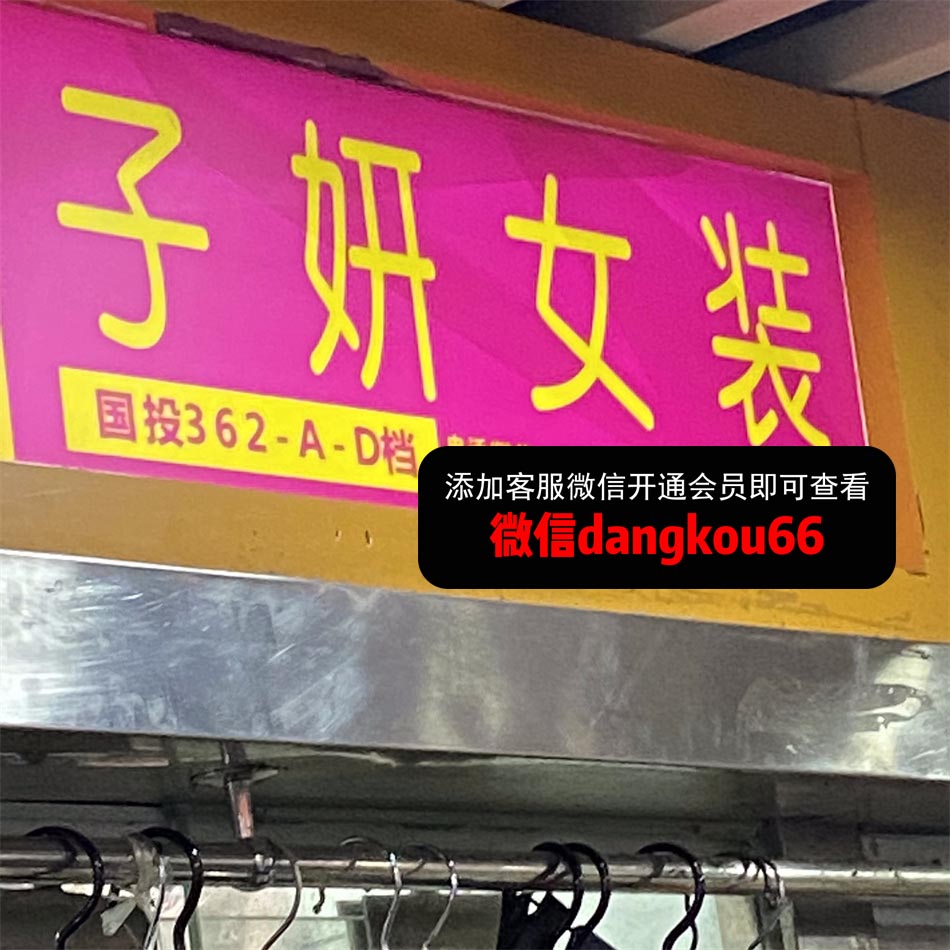 子妍女装
国投362-A-D档
添加客服微信开通会员即可查看
微信dangkou66